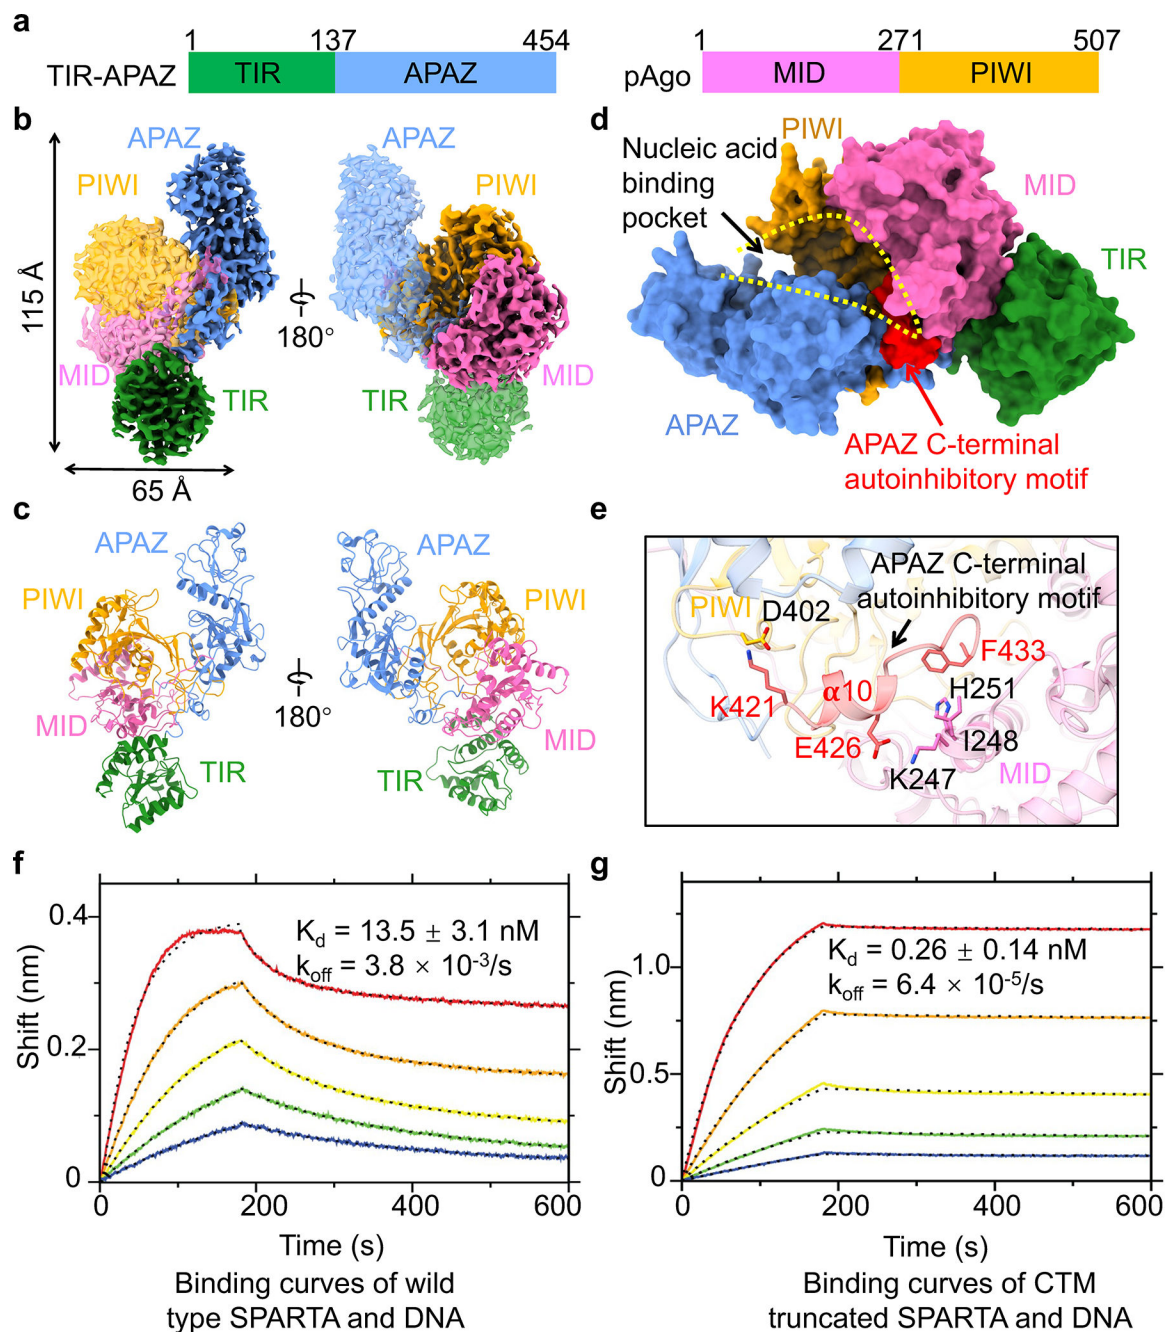 a
1 137 454
TIR-APAZ TIR APAZ
1 271 507
pAgo MID PIWI
b
115 Å
65 Å
APAZ
PIWI
MID
TIR
180°
APAZ
PIWI
MID
TIR
d
Nucleic acid
binding
pocket
PIWI
MID
TIR
APAZ
APAZ C-terminal
autoinhibitory motif
c
APAZ
PIWI
MID
TIR
180°
APAZ
PIWI
MID
TIR
e
APAZ C-terminal
autoinhibitory motif
PIWI
D402
F433
K421
α10
H251
E426
I248
K247
MID
f
Shift (nm)
0.4
0.2
0
Kd = 13.5 ± 3.1 nM
koff = 3.8 × 10-3/s
0 200 400 600
Time (s)
Binding curves of wild
type SPARTA and DNA
g
Shift (nm)
1.0
0.5
0
Kd = 0.26 ± 0.14 nM
koff = 6.4 × 10-5/s
0 200 400 600
Time (s)
Binding curves of CTM
truncated SPARTA and DNA